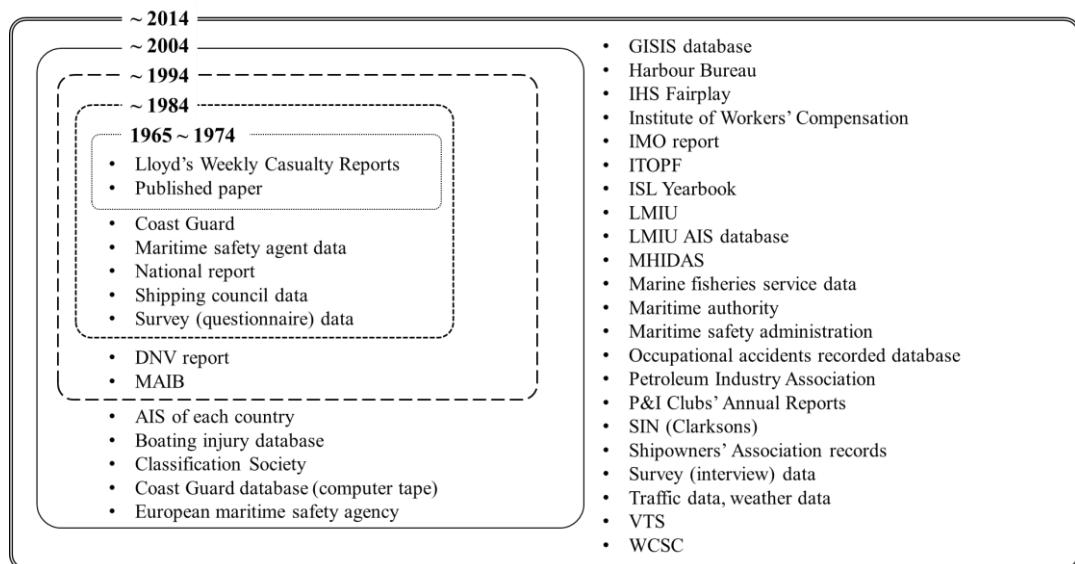 ~ 2014
~ 2004
~ 1994
~ 1984
1965 ~ 1974
• Lloyd’s Weekly Casualty Reports
• Published paper
• Coast Guard
• Maritime safety agent data
• National report
• Shipping council data
• Survey (questionnaire) data
• DNV report
• MAIB
• AIS of each country
• Boating injury database
• Classification Society
• Coast Guard database (computer tape)
• European maritime safety agency
• GISIS database
• Harbour Bureau
• IHS Fairplay
• Institute of Workers’ Compensation
• IMO report
• ITOPF
• ISL Yearbook
• LMIU
• LMIU AIS database
• MHIDAS
• Marine fisheries service data
• Maritime authority
• Maritime safety administration
• Occupational accidents recorded database
• Petroleum Industry Association
• P&I Clubs’ Annual Reports
• SIN (Clarksons)
• Shipowners’ Association records
• Survey (interview) data
• Traffic data, weather data
• VTS
• WCSC